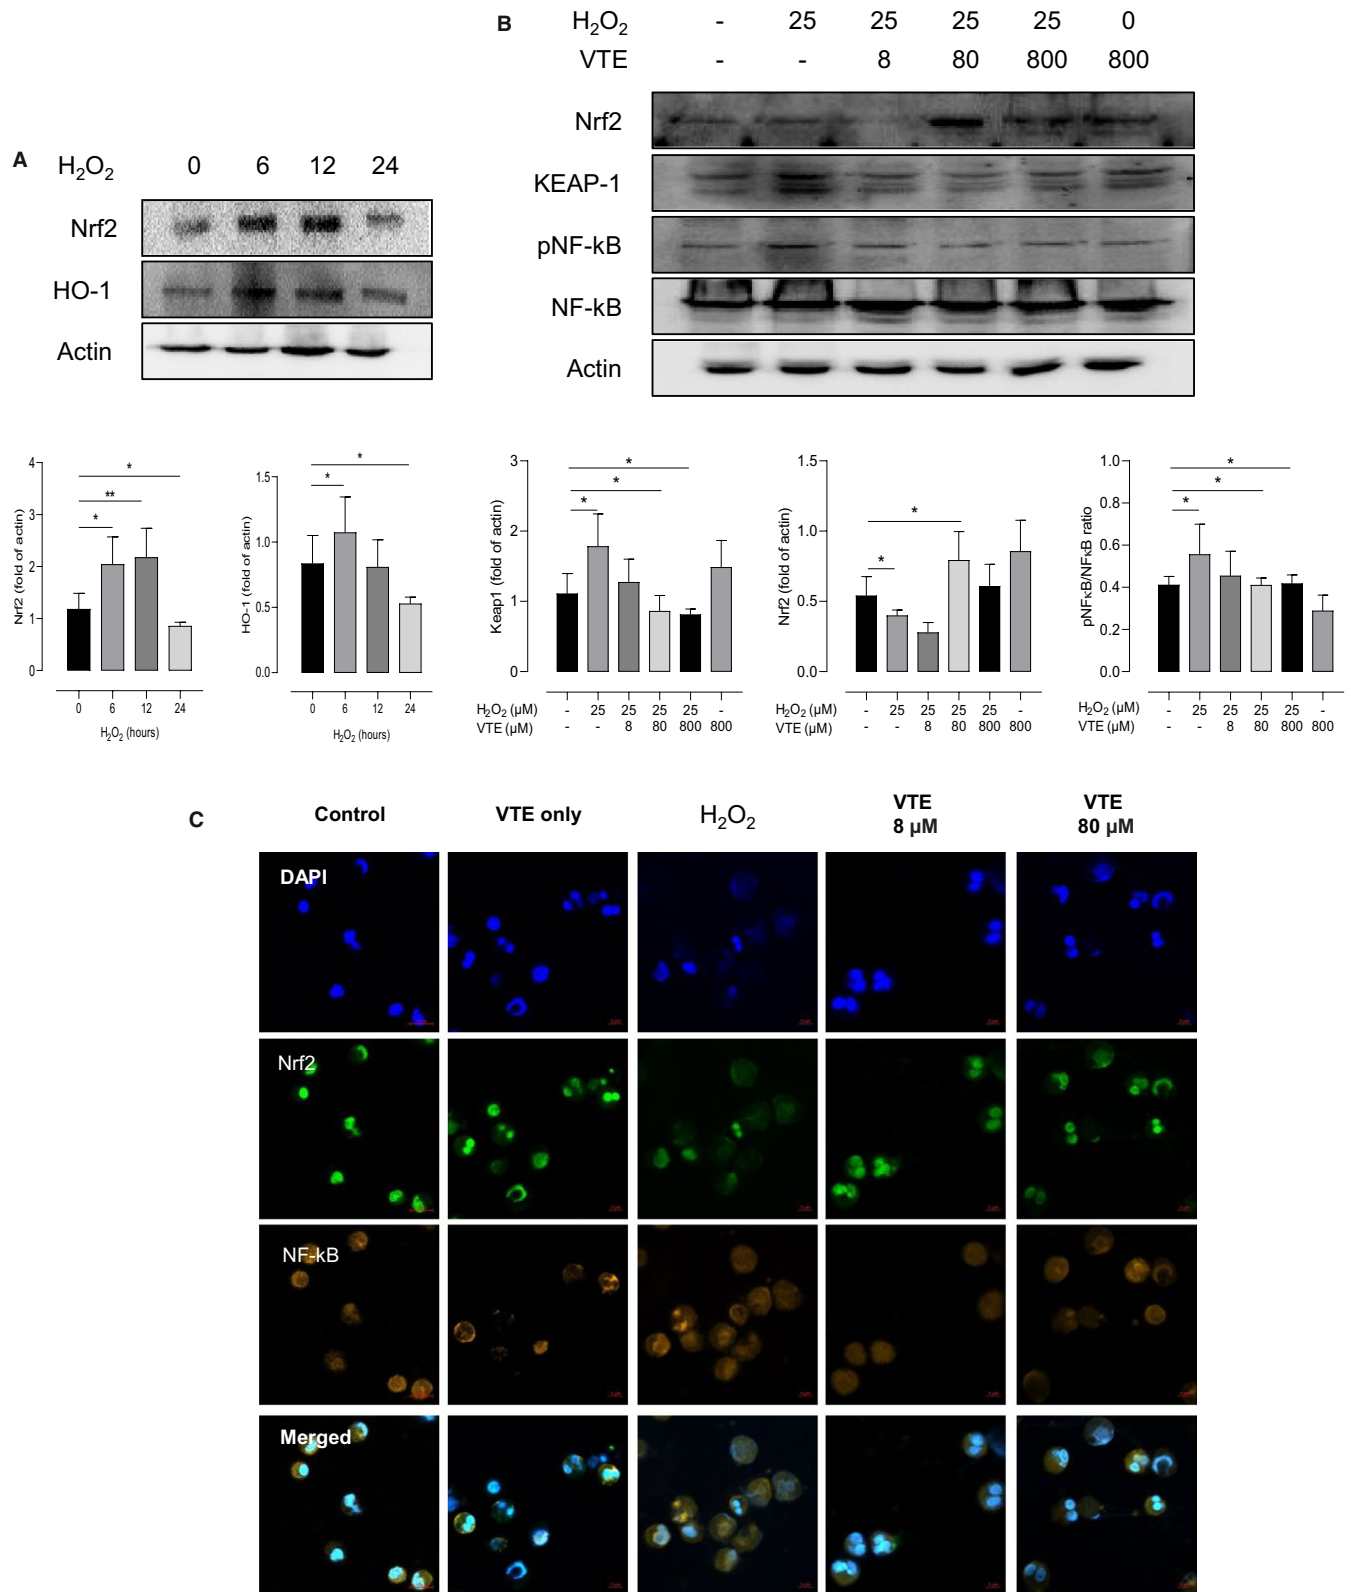 B
H2O2 - 25 25 25 25 0
VTE - - 8 80 800 800
Nrf2
KEAP-1
pNF-kB
NF-kB
Actin
A
H2O2 0 6 12 24
Nrf2
HO-1
Actin
Nrf2 (fold of actin)
4
3
2
1
0
*
**
*
0 6 12 24
H2O2 (hours)
HO-1 (fold of actin)
1.5
1.0
0.5
0.0
*
*
0 6 12 24
H2O2 (hours)
Keap1 (fold of actin)
3
2
1
0
*
*
*
H2O2 (µM) - 25 25 25 25 -
VTE (µM) - - 8 80 800 800
Nrf2 (fold of actin)
1.5
1.0
0.5
0.0
*
*
H2O2 (µM) - 25 25 25 25 -
VTE (µM) - - 8 80 800 800
pNFκB/NFκB ratio
1.0
0.8
0.6
0.4
0.2
0.0
*
*
*
H2O2 (µM) - 25 25 25 25 -
VTE (µM) - - 8 80 800 800
C
Control VTE only H2O2 VTE 8 µM VTE 80 µM
DAPI
Nrf2
NF-kB
Merged